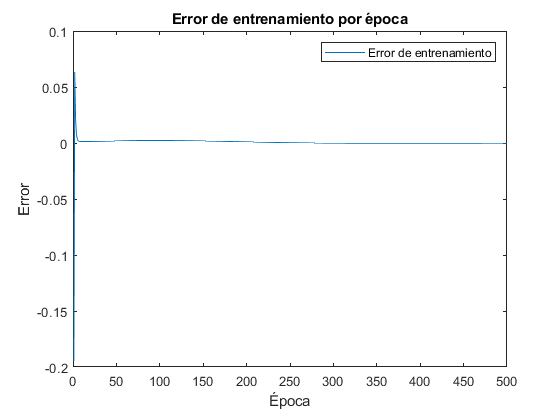 Error de entrenamiento por época
Error de entrenamiento
0.1
0.05
0
-0.05
-0.1
-0.15
-0.2
Error
0 50 100 150 200 250 300 350 400 450 500
Época